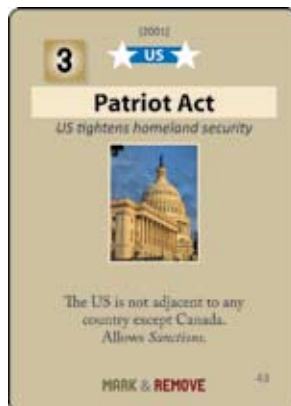 [2001]
3
US
Patriot Act
US tightens homeland security
The US is not adjacent to any
country except Canada.
Allows Sanctions.
MARK & REMOVE
43